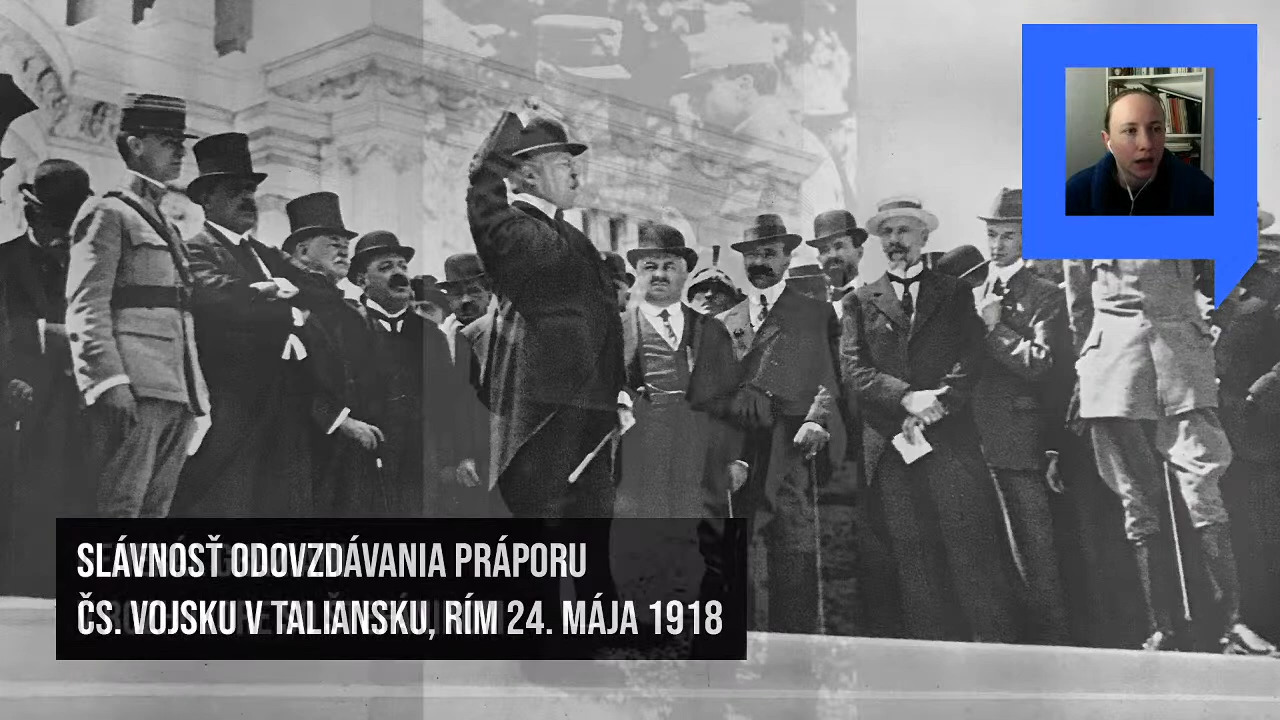 SLÁVNOSŤ ODOVZDÁVANIA PRÁPORU
ČS. VOJSKU V TALIANSKU, RÍM 24. MÁJA 1918